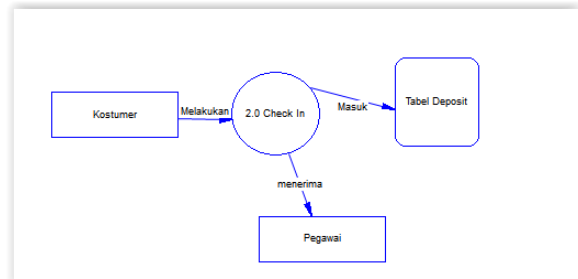 Kostumer
Melakukan
2.0 Check In
Masuk
Tabel Deposit
menerima
Pegawai